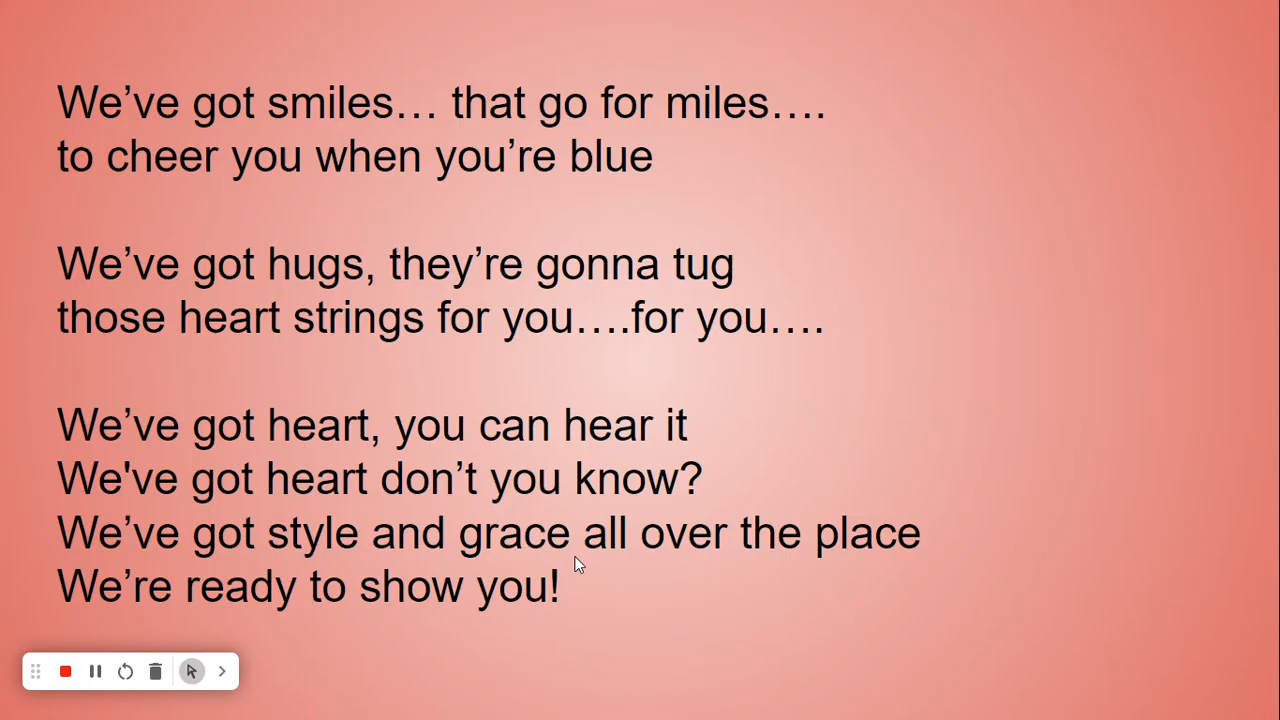 We’ve got smiles… that go for miles….
to cheer you when you’re blue
We’ve got hugs, they’re gonna tug
those heart strings for you….for you….
We’ve got heart, you can hear it
We've got heart don’t you know?
We’ve got style and grace all over the place
We’re ready to show you!